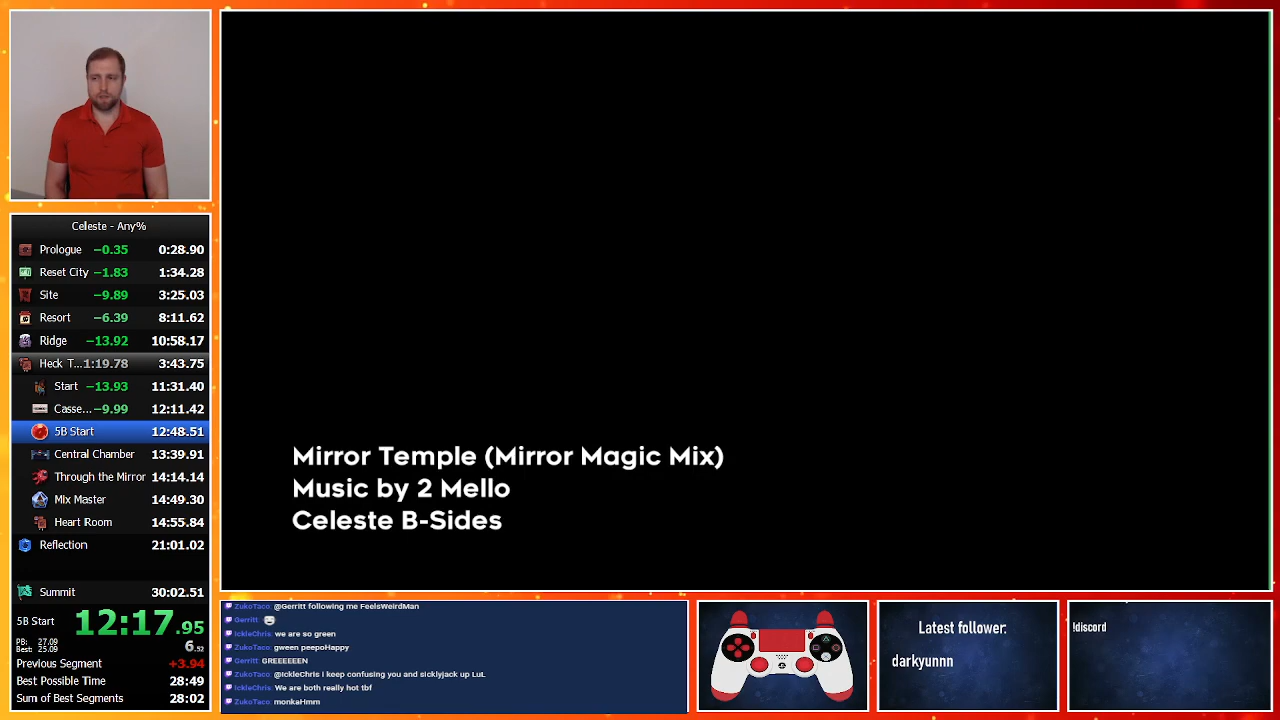 Celeste - Any%
Prologue −0.35 0:28.90
Reset City −1.83 1:34.28
Site −9.89 3:25.03
Resort −6.39 8:11.62
Ridge −13.92 10:58.17
Heck T... 1:19.78 3:43.75
Start −13.93 11:31.40
Casse... −9.99 12:11.42
5B Start 12:48.51
Central Chamber 13:39.91
Through the Mirror 14:14.14
Mix Master 14:49.30
Heart Room 14:55.84
Reflection 21:01.02
Summit 30:02.51
12:17.95
5B Start
PB: 27.09
Best: 25.09
6.52
Previous Segment +3.94
Best Possible Time 28:49
Sum of Best Segments 28:02
Mirror Temple (Mirror Magic Mix)
Music by 2 Mello
Celeste B-Sides
ZukoTaco: @Gerritt following me FeelsWeirdMan
Gerritt:
IckleChris: we are so green
ZukoTaco: gween peepoHappy
Gerritt: GREEEEEEN
ZukoTaco: @IckleChris i keep confusing you and sicklyjack up LuL
IckleChris: We are both really hot tbf
ZukoTaco: monkaHmm
Latest follower:
darkyunnn
!discord